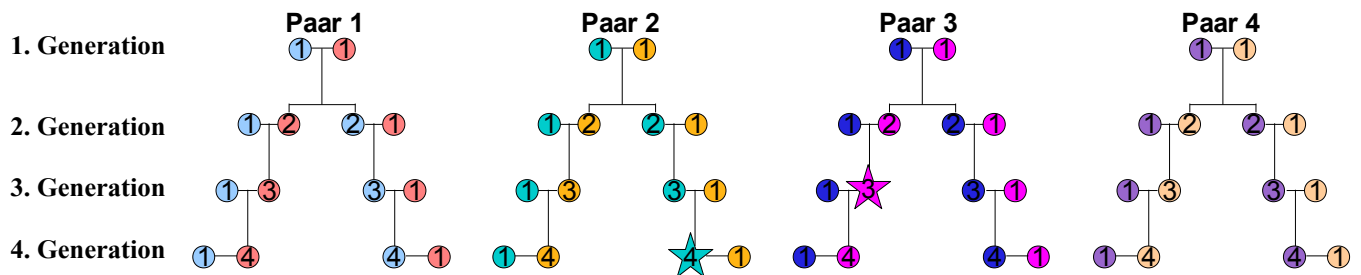 Paar 1 Paar 2 Paar 3 Paar 4
1. Generation 1 1 1 1 1 1 1 1
2. Generation 1 2 2 1 1 2 2 1 1 2 2 1 1 2 2 1
3. Generation 1 3 3 1 1 3 3 1 1 3 3 1 1 3 3 1
4. Generation 1 4 4 1 1 4 4 1 1 4 4 1 1 4 4 1